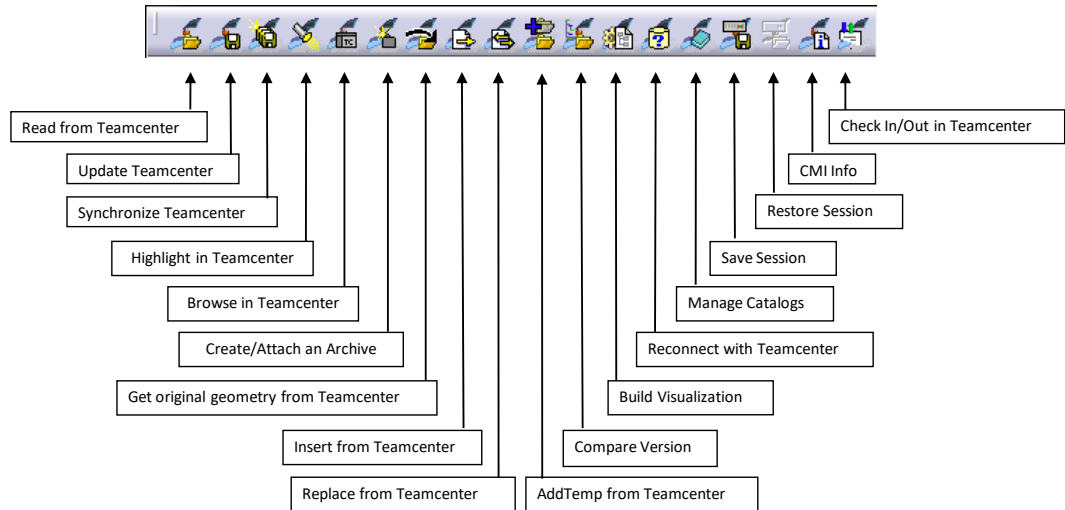 TC
Read from Teamcenter
Check In/Out in Teamcenter
Update Teamcenter
CMI Info
Synchronize Teamcenter
Restore Session
Highlight in Teamcenter
Save Session
Browse in Teamcenter
Manage Catalogs
Create/Attach an Archive
Reconnect with Teamcenter
Get original geometry from Teamcenter
Build Visualization
Insert from Teamcenter
Compare Version
Replace from Teamcenter
AddTemp from Teamcenter